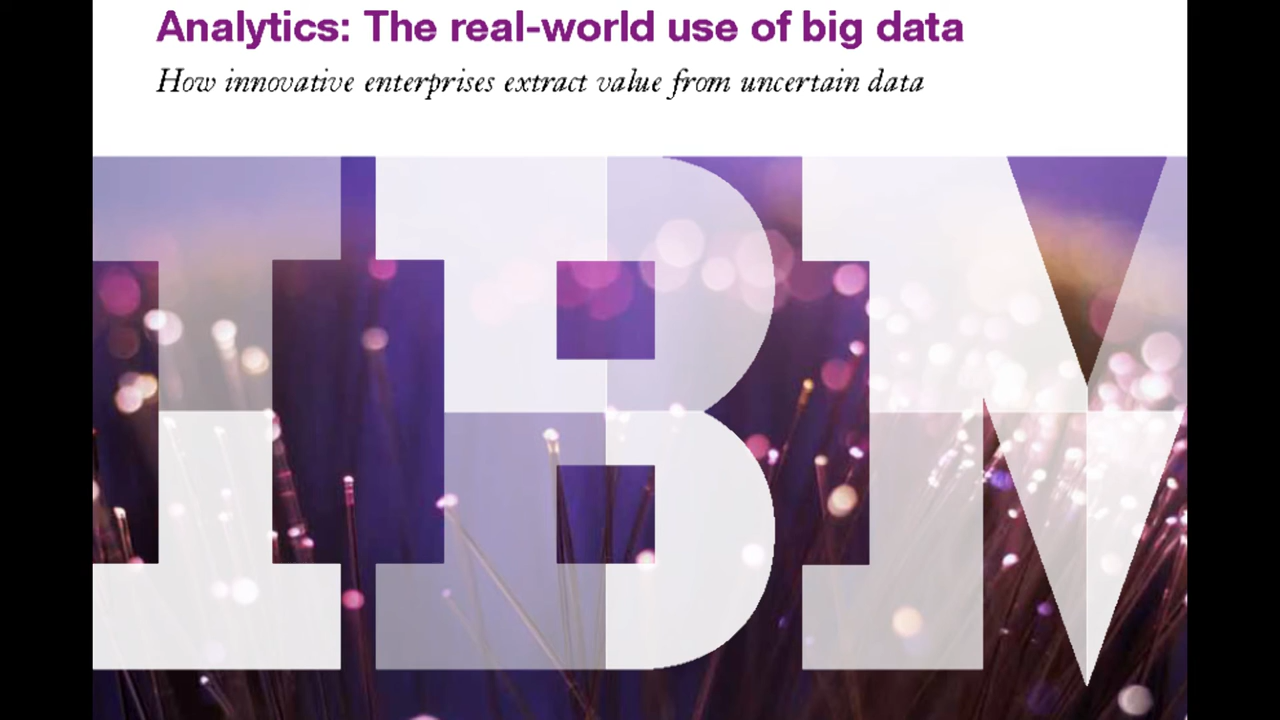 Analytics: The real-world use of big data
How innovative enterprises extract value from uncertain data
IBM